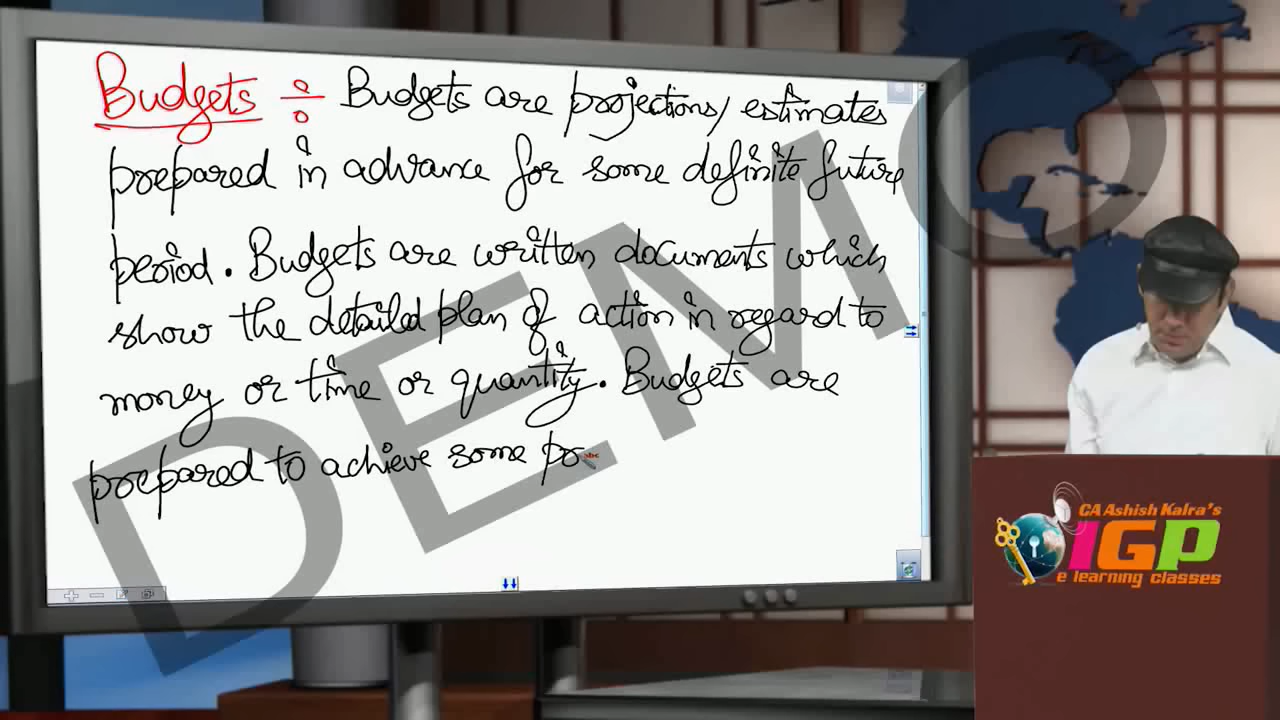 Budgets ÷ Budgets are projections/estimates
prepared in advance for some definite future
period. Budgets are written documents which
show the detailed plan of action in regard to
money or time or quantity. Budgets are
prepared to achieve some pr
DEMO
CA Ashish Kalra's
IGP
e learning classes